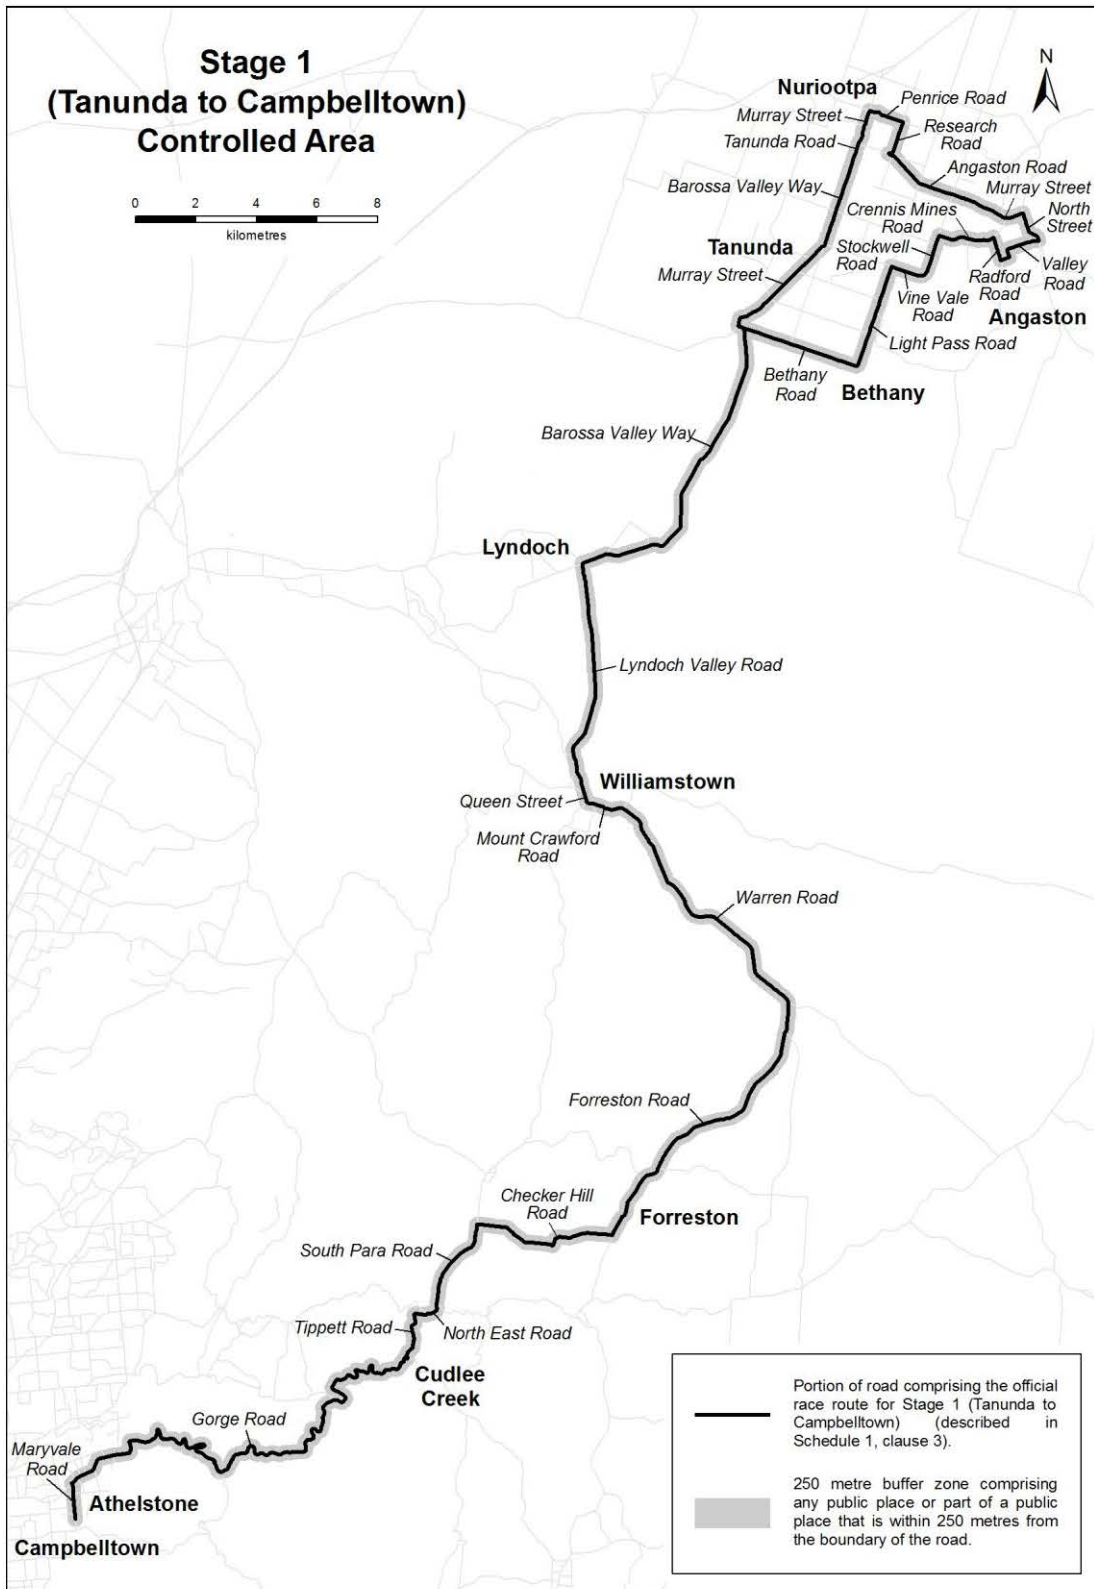 Stage 1
(Tanunda to Campbelltown)
Controlled Area
0 2 4 6 8
kilometres
N
Nuriootpa
Penrice Road
Murray Street
Research
Road
Tanunda Road
Angaston Road
Barossa Valley Way
Murray Street
Crennis Mines
Road
North
Street
Tanunda
Stockwell
Road
Murray Street
Radford
Road
Valley
Road
Vine Vale
Road
Angaston
Light Pass Road
Bethany
Road
Bethany
Barossa Valley Way
Lyndoch
Lyndoch Valley Road
Williamstown
Queen Street
Mount Crawford
Road
Warren Road
Forreston Road
Checker Hill
Road
Forreston
South Para Road
Tippett Road
North East Road
Cudlee
Creek
Gorge Road
Maryvale
Road
Athelstone
Campbelltown
Portion of road comprising the official
race route for Stage 1 (Tanunda to
Campbelltown) (described in
Schedule 1, clause 3).
250 metre buffer zone comprising
any public place or part of a public
place that is within 250 metres from
the boundary of the road.